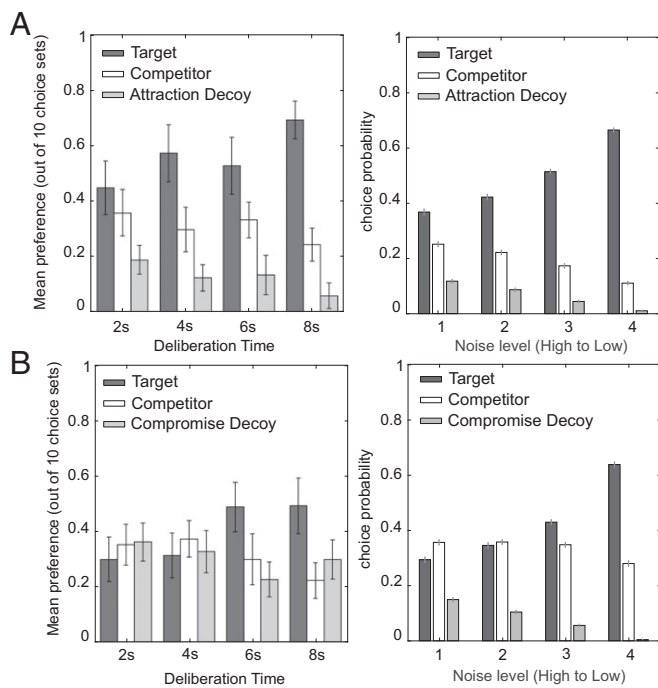 A
Mean preference (out of 10 choice sets)
1
0.8
0.6
0.4
0.2
0
Target
Competitor
Attraction Decoy
2s 4s 6s 8s
Deliberation Time
choice probability
1
0.8
0.6
0.4
0.2
0
Target
Competitor
Attraction Decoy
1 2 3 4
Noise level (High to Low)
B
Mean preference (out of 10 choice sets)
1
0.8
0.6
0.4
0.2
0
Target
Competitor
Compromise Decoy
2s 4s 6s 8s
Deliberation Time
choice probability
1
0.8
0.6
0.4
0.2
0
Target
Competitor
Compromise Decoy
1 2 3 4
Noise level (High to Low)